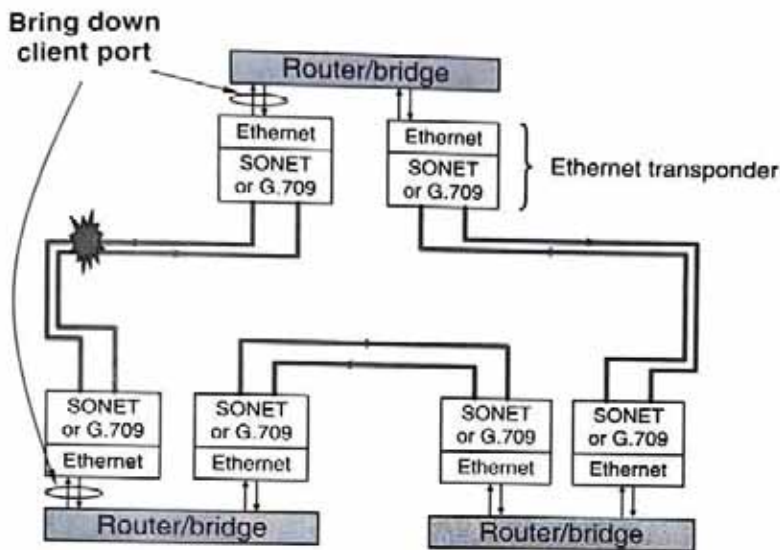 Bring down
client port
Router/bridge
Ethernet
SONET
or G.709
Ethernet
SONET
or G.709
Ethernet transponder
SONET
or G.709
Ethernet
SONET
or G.709
Ethernet
SONET
or G.709
Ethernet
SONET
or G.709
Ethernet
Router/bridge
Router/bridge